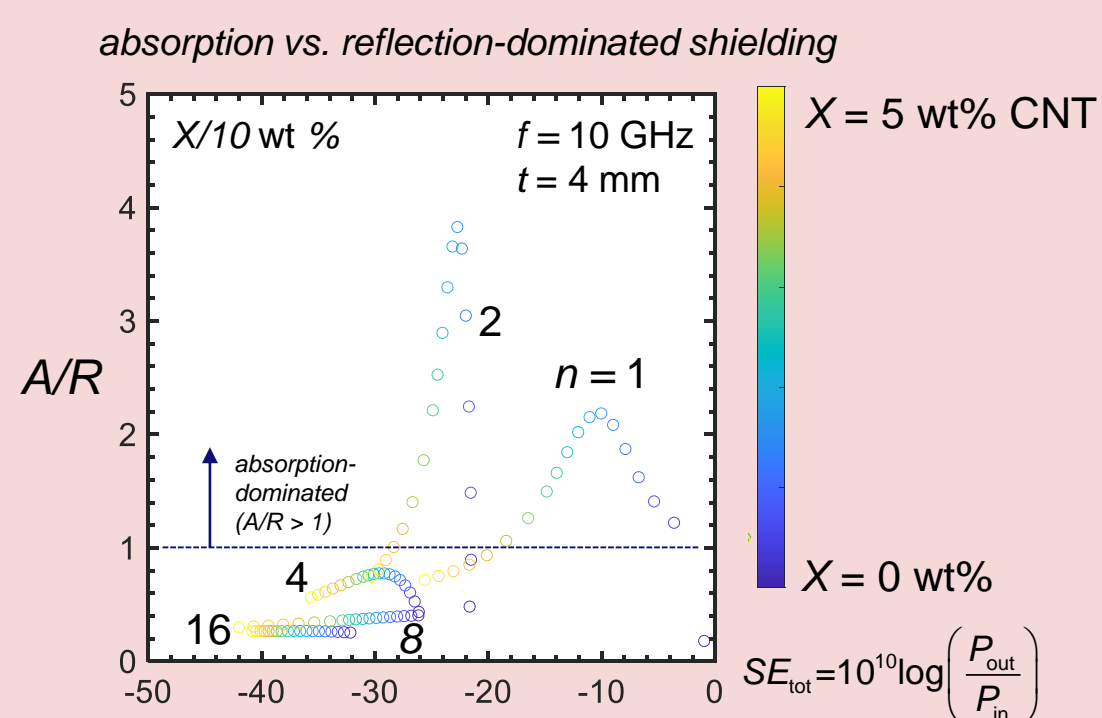 absorption vs. reflection-dominated shielding
5
4
3
2
1
0
A/R
X/10 wt %
f = 10 GHz
t = 4 mm
2
n = 1
absorption-
dominated
(A/R > 1)
4
16
8
-50 -40 -30 -20 -10 0
X = 5 wt% CNT
X = 0 wt%
SE_tot=10^10log(P_out/P_in)